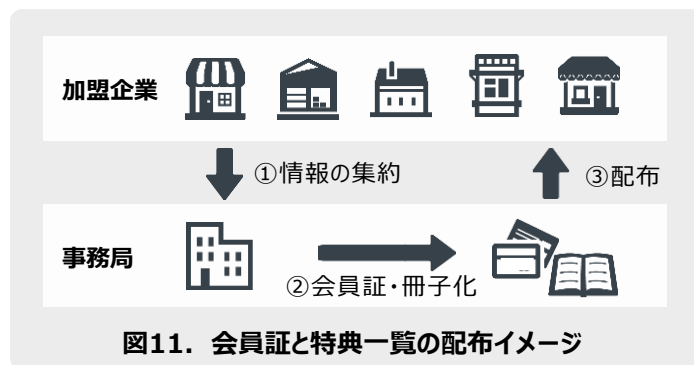 加盟企業
①情報の集約
③配布
事務局
②会員証・冊子化
図11. 会員証と特典一覧の配布イメージ